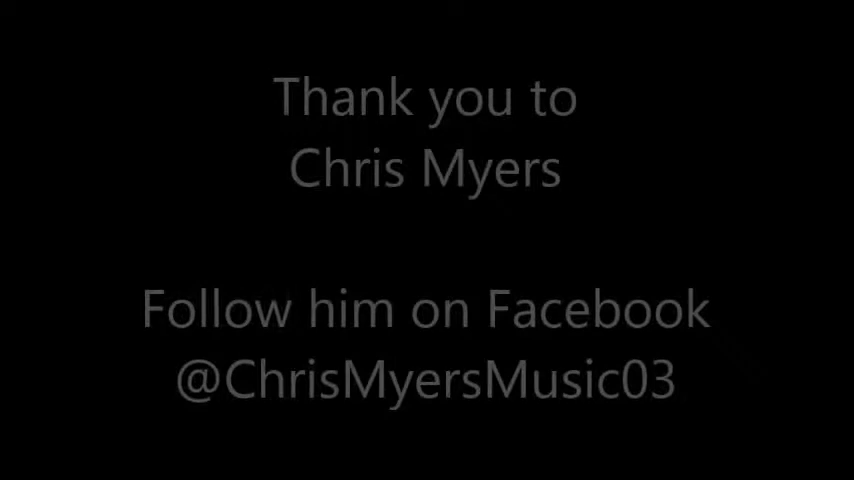 Thank you to
Chris Myers
Follow him on Facebook
@ChrisMyersMusic03